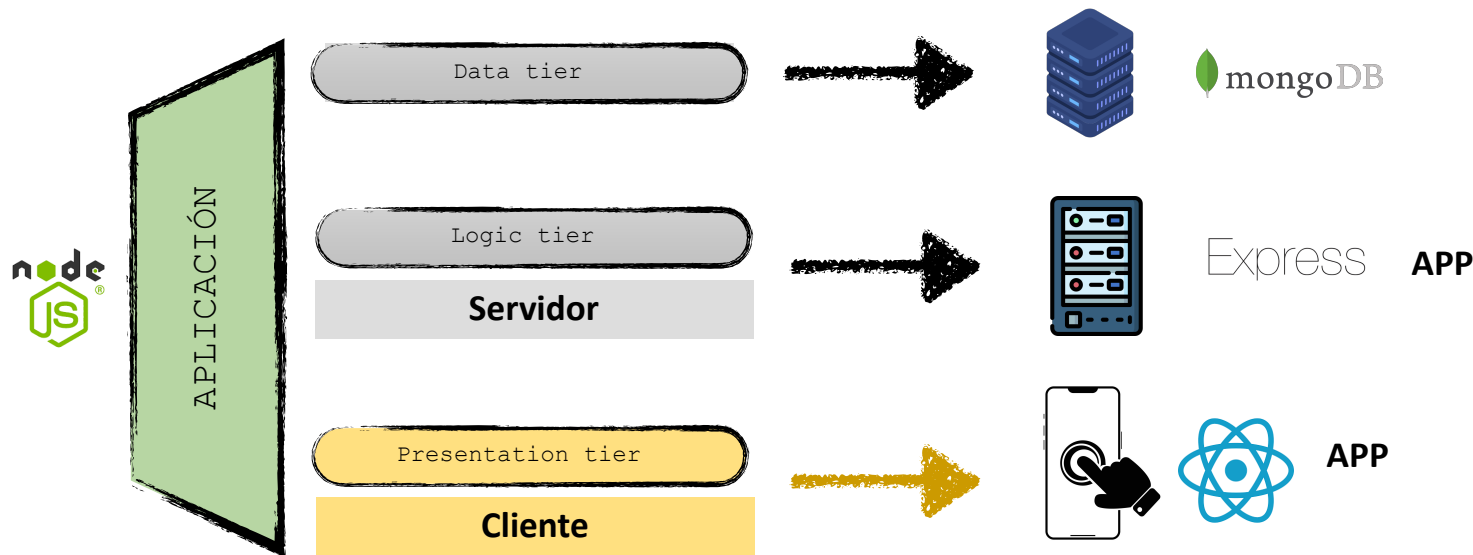 Data tier
mongoDB
APLICACIÓN
Logic tier
node
JS
®
Express
APP
Servidor
Presentation tier
APP
Cliente